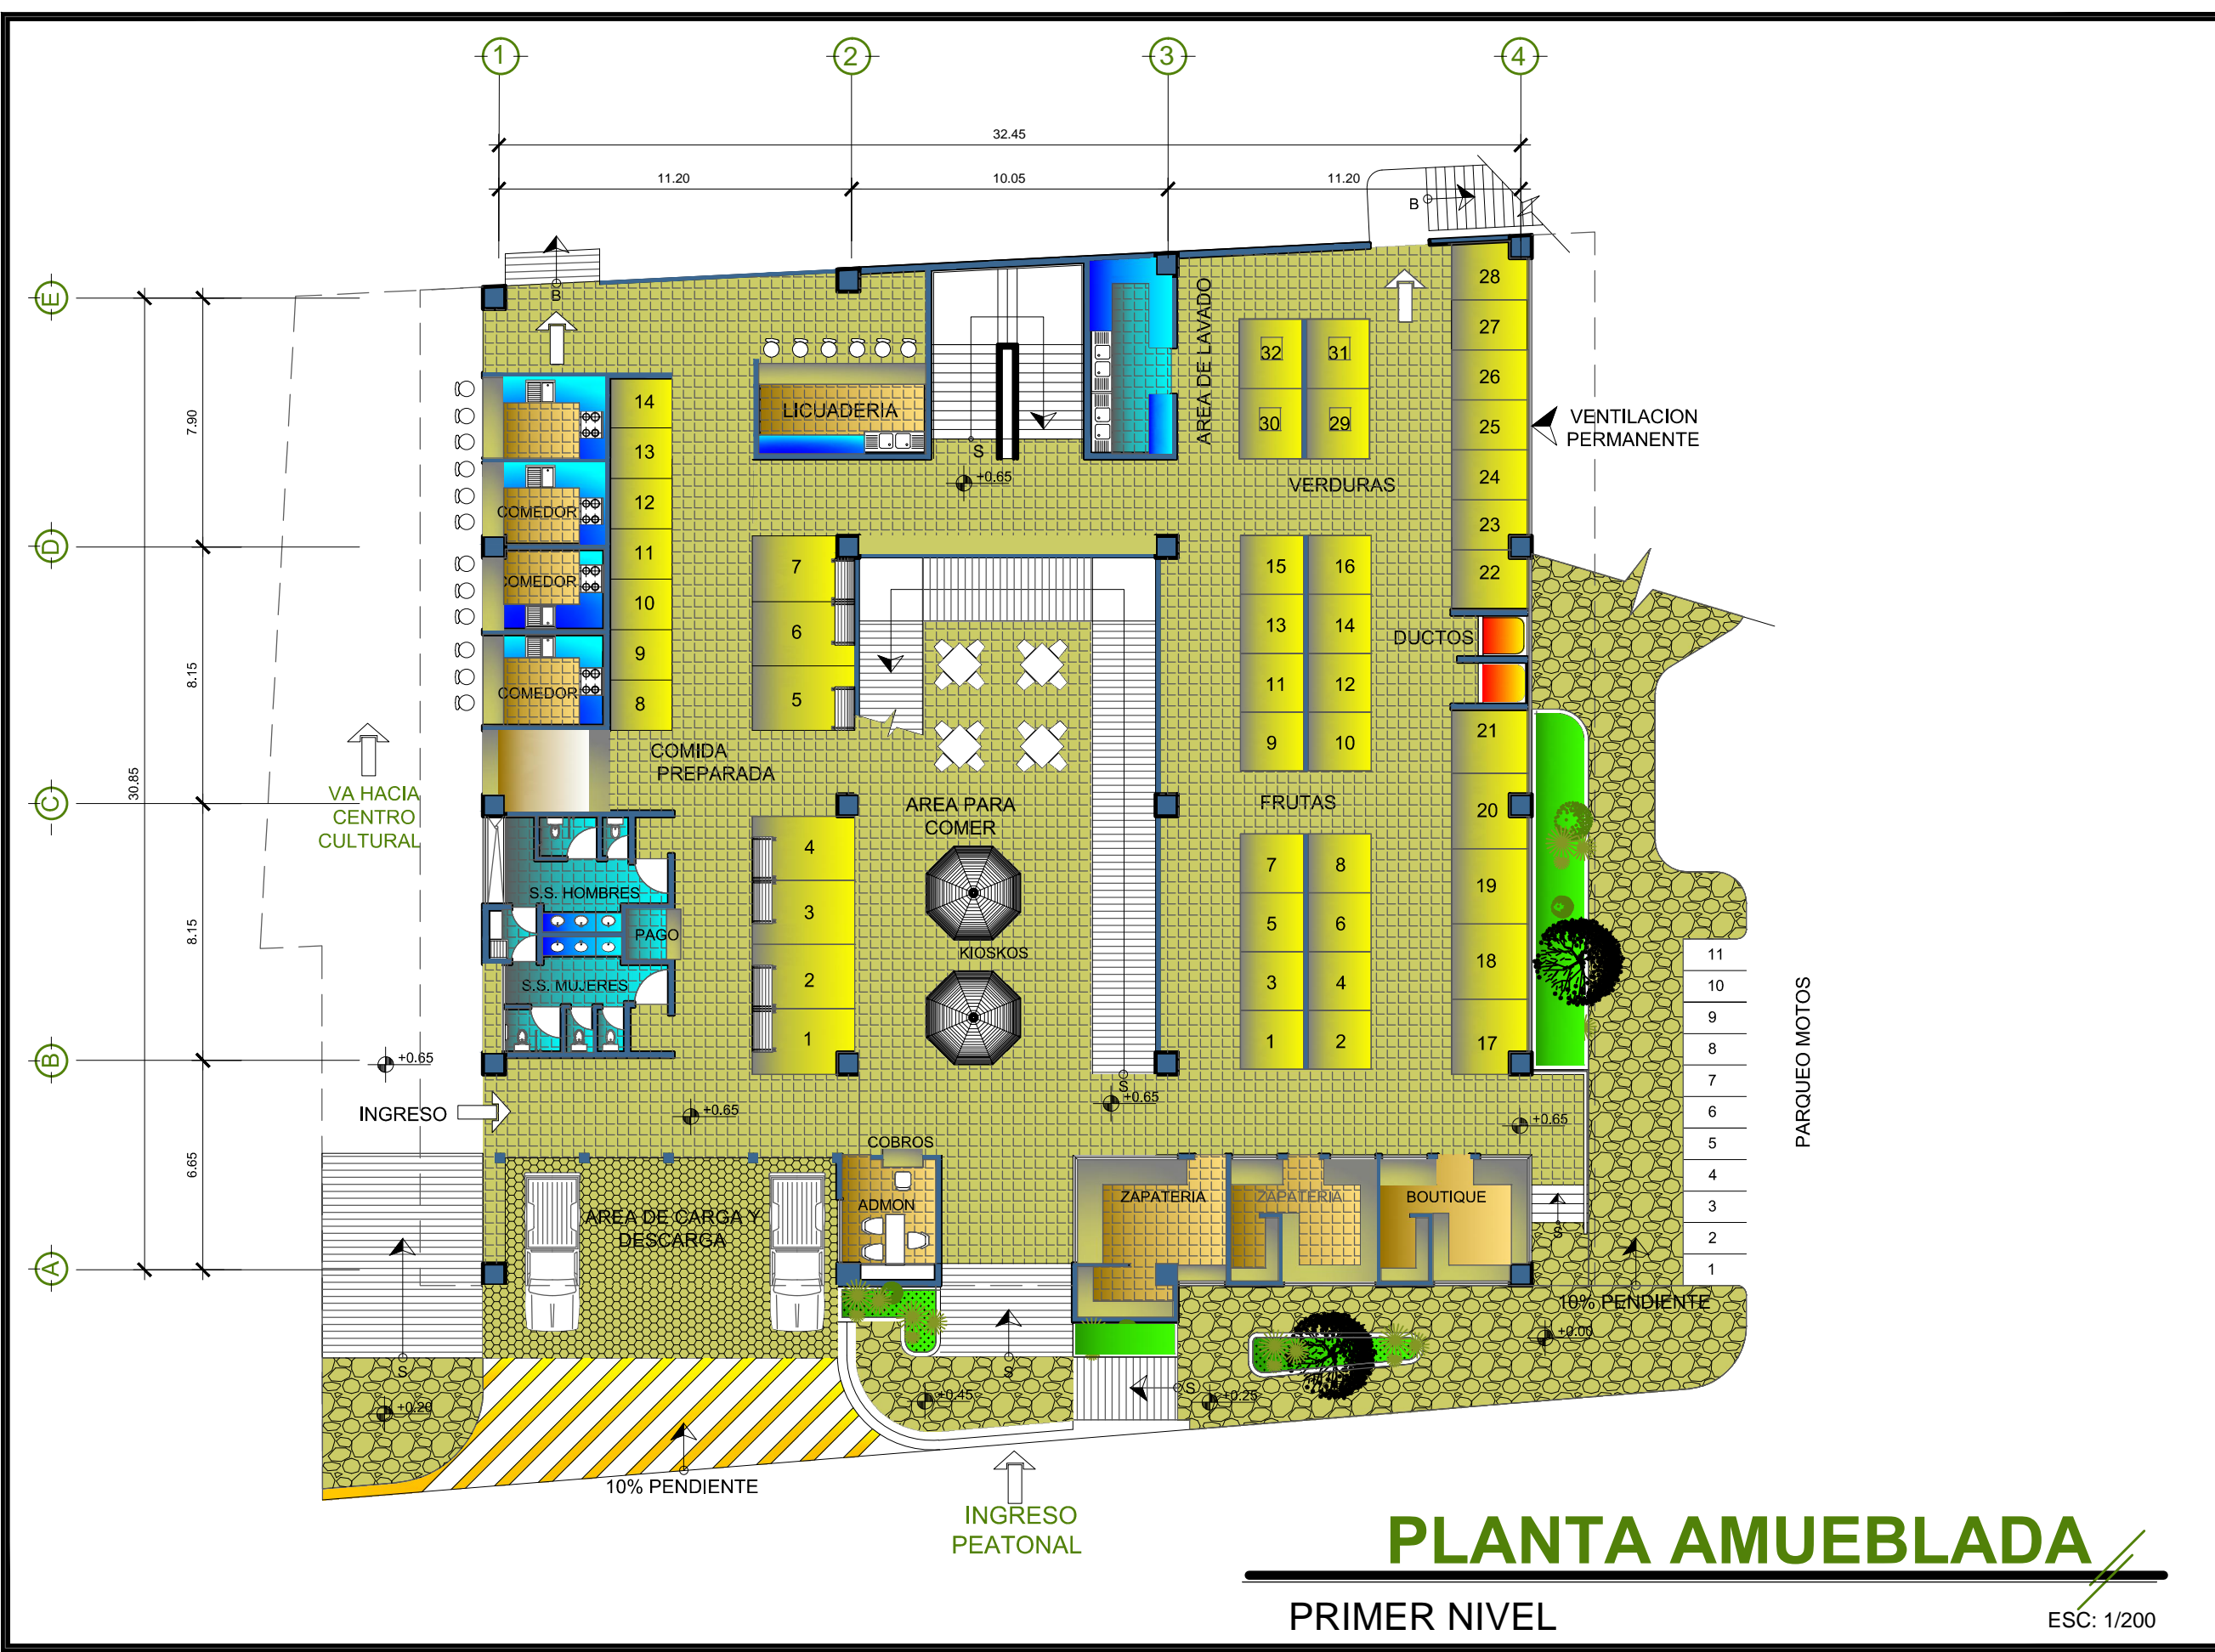 1
2
3
4
32.45
11.20
10.05
11.20
B
B
E
D
C
B
A
7.90
8.15
30.85
8.15
6.65
28
27
26
25
24
23
22
VENTILACION
PERMANENTE
AREA DE LAVADO
32
31
30
29
VERDURAS
LICUADERIA
S
+0.65
14
13
12
11
10
9
8
COMEDOR
COMEDOR
COMEDOR
7
6
5
15
16
13
14
11
12
9
10
DUCTOS
COMIDA
PREPARADA
VA HACIA
CENTRO
CULTURAL
AREA PARA
COMER
FRUTAS
21
20
19
18
17
4
3
2
1
7
8
5
6
3
4
1
2
S.S. HOMBRES
PAGO
S.S. MUJERES
KIOSKOS
11
10
9
8
7
6
5
4
3
2
1
PARQUEO MOTOS
+0.65
INGRESO
+0.65
S
+0.65
+0.65
COBROS
ADMON
ZAPATERIA
ZAPATERIA
BOUTIQUE
AREA DE CARGA Y
DESCARGA
S
10% PENDIENTE
+0.00
S
+0.20
S
+0.45
S
+0.25
10% PENDIENTE
INGRESO
PEATONAL
PLANTA AMUEBLADA
PRIMER NIVEL
ESC: 1/200